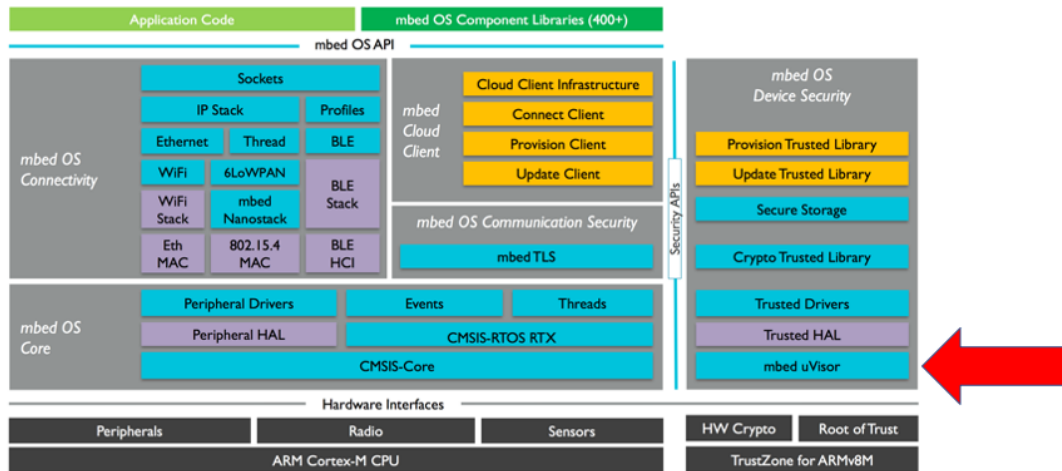 Application Code
mbed OS Component Libraries (400+)
mbed OS API
mbed OS
Connectivity
Sockets
IP Stack
Profiles
Ethernet
Thread
BLE
WiFi
6LoWPAN
BLE
Stack
WiFi
Stack
mbed
Nanostack
Eth
MAC
802.15.4
MAC
BLE
HCI
mbed
Cloud
Client
Cloud Client Infrastructure
Connect Client
Provision Client
Update Client
mbed OS Communication Security
mbed TLS
Security APIs
mbed OS
Device Security
Provision Trusted Library
Update Trusted Library
Secure Storage
Crypto Trusted Library
Trusted Drivers
Trusted HAL
mbed uVisor
mbed OS
Core
Peripheral Drivers
Events
Threads
Peripheral HAL
CMSIS-RTOS RTX
CMSIS-Core
Hardware Interfaces
Peripherals
Radio
Sensors
HW Crypto
Root of Trust
ARM Cortex-M CPU
TrustZone for ARMv8M